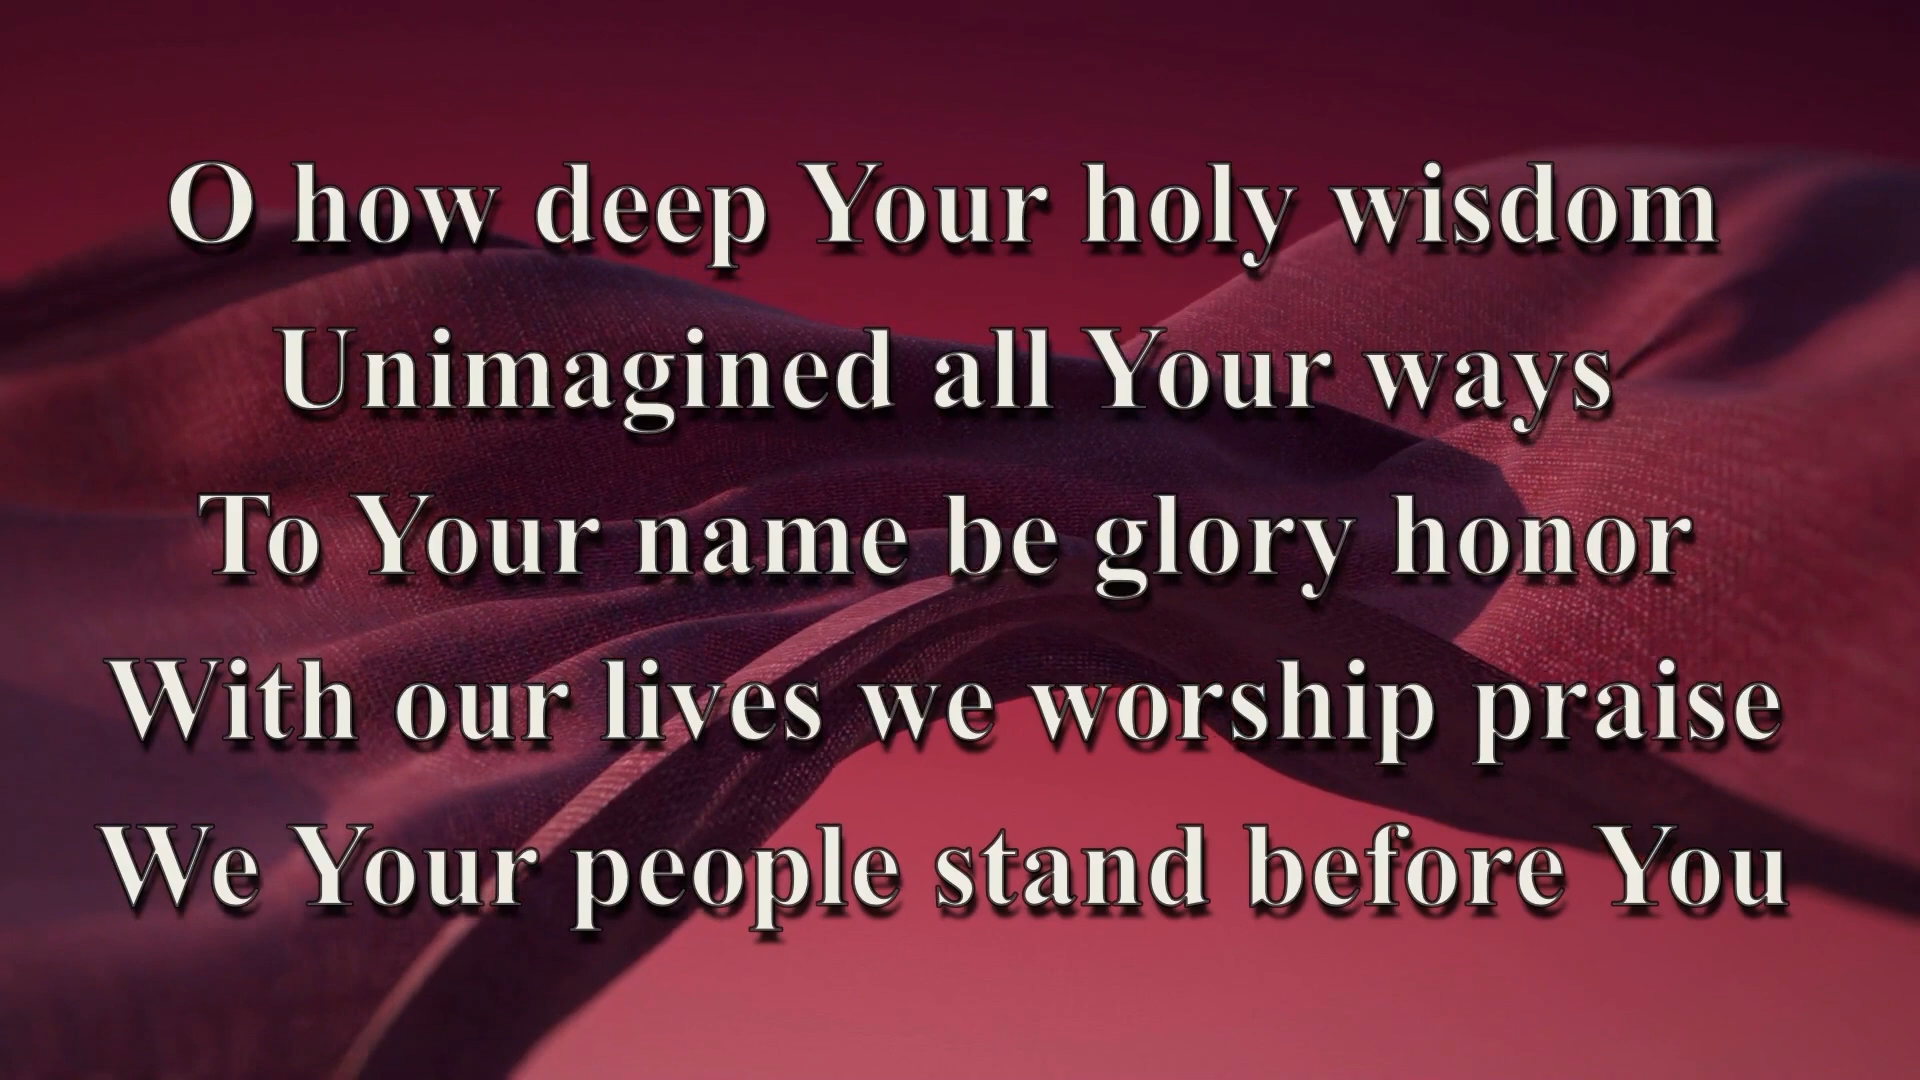 O how deep Your holy wisdom
Unimagined all Your ways
To Your name be glory honor
With our lives we worship praise
We Your people stand before You